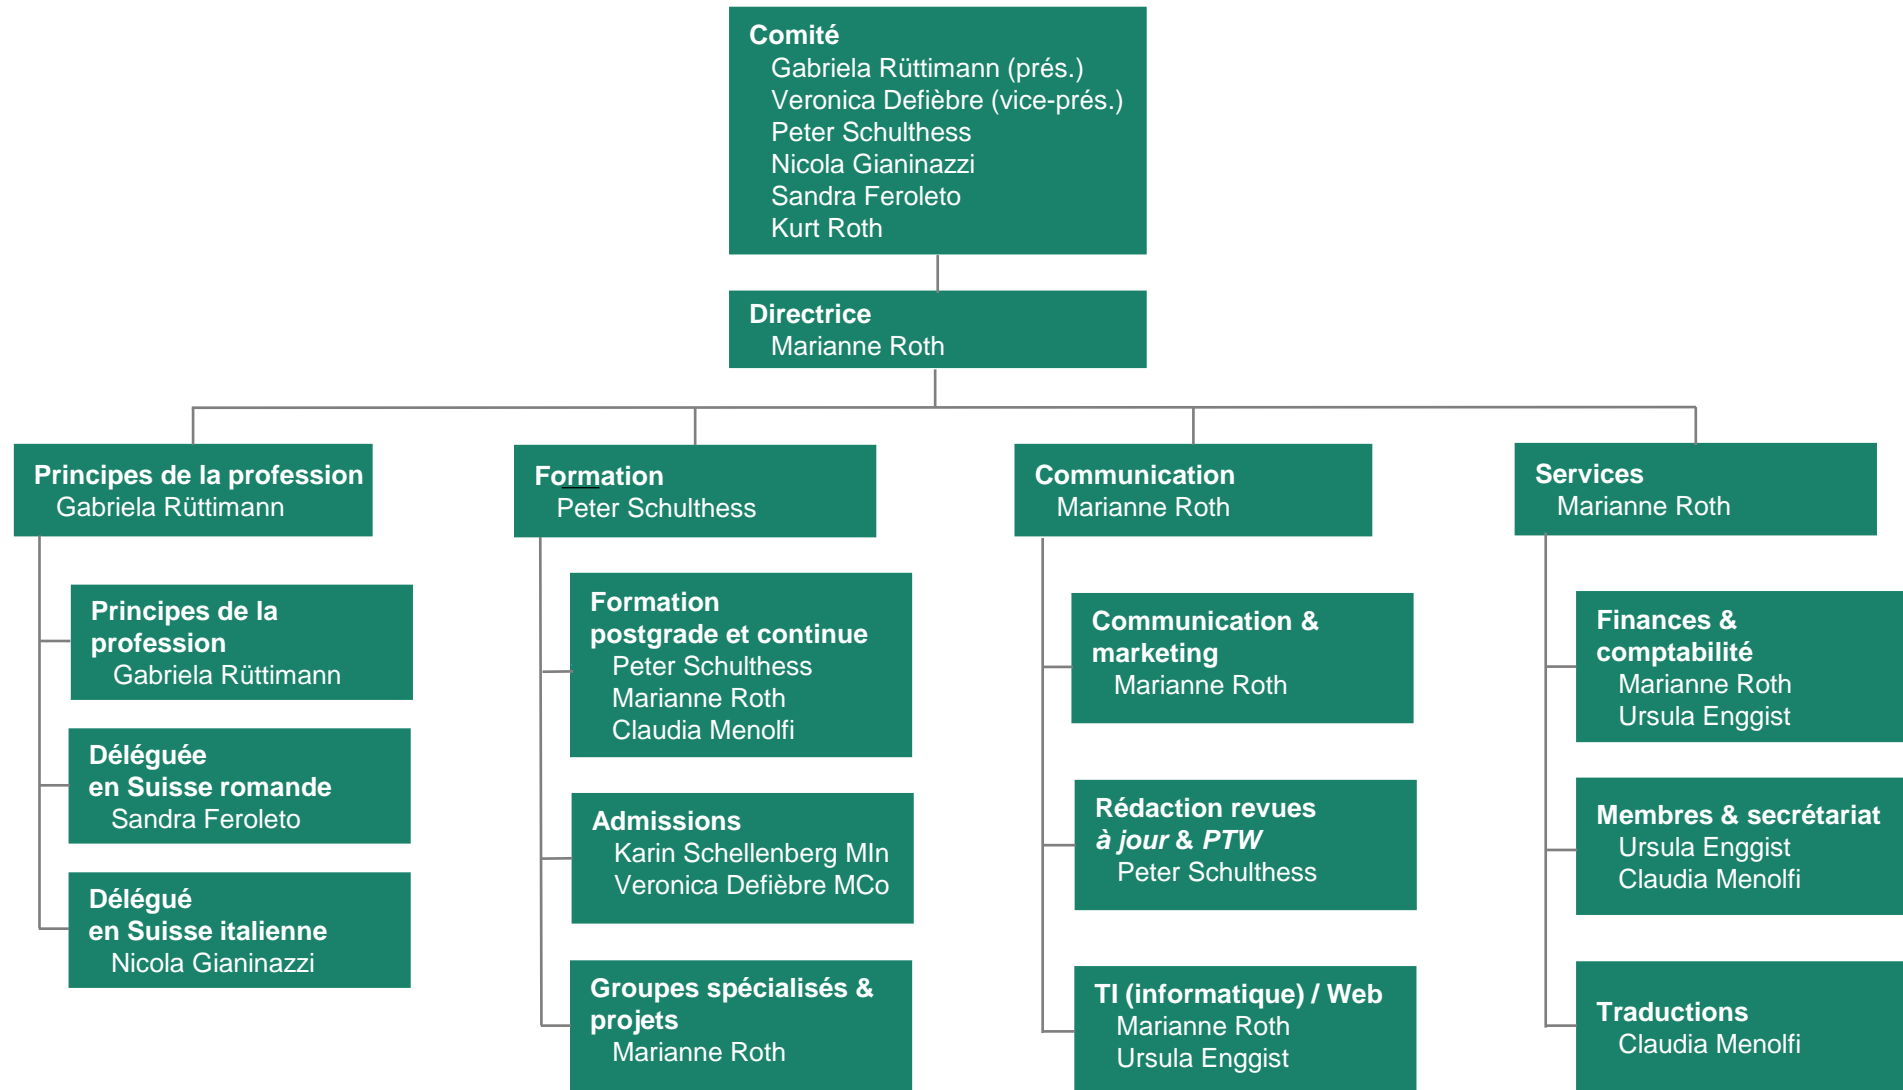 Comité
Gabriela Rüttimann (prés.)
Veronica Defièbre (vice-prés.)
Peter Schulthess
Nicola Gianinazzi
Sandra Feroleto
Kurt Roth
Directrice
Marianne Roth
Principes de la profession
Gabriela Rüttimann
Principes de la
profession
Gabriela Rüttimann
Déléguée
en Suisse romande
Sandra Feroleto
Délégué
en Suisse italienne
Nicola Gianinazzi
Formation
Peter Schulthess
Formation
postgrade et continue
Peter Schulthess
Marianne Roth
Claudia Menolfi
Admissions
Karin Schellenberg MIn
Veronica Defièbre MCo
Groupes spécialisés &
projets
Marianne Roth
Communication
Marianne Roth
Communication &
marketing
Marianne Roth
Rédaction revues
à jour & PTW
Peter Schulthess
TI (informatique) / Web
Marianne Roth
Ursula Enggist
Services
Marianne Roth
Finances &
comptabilité
Marianne Roth
Ursula Enggist
Membres & secrétariat
Ursula Enggist
Claudia Menolfi
Traductions
Claudia Menolfi